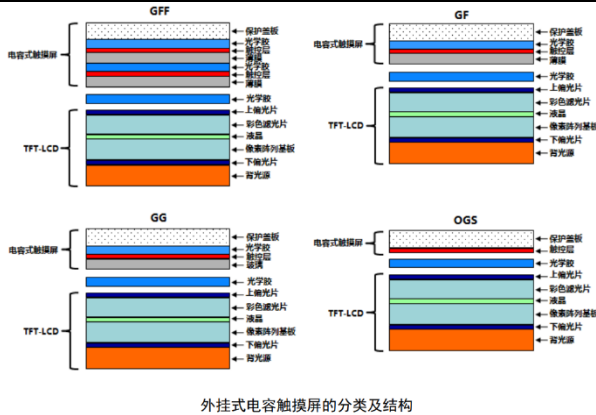 GFF
保护盖板
光学胶
触控层
薄膜
光学胶
触控层
薄膜
电容式触摸屏
光学胶
上偏光片
彩色滤光片
液晶
像素阵列基板
下偏光片
背光源
TFT-LCD
GF
保护盖板
光学胶
触控层
薄膜
电容式触摸屏
光学胶
上偏光片
彩色滤光片
液晶
像素阵列基板
下偏光片
背光源
TFT-LCD
GG
保护盖板
光学胶
触控层
玻璃
电容式触摸屏
光学胶
上偏光片
彩色滤光片
液晶
像素阵列基板
下偏光片
背光源
TFT-LCD
OGS
保护盖板
触控层
电容式触摸屏
光学胶
上偏光片
彩色滤光片
液晶
像素阵列基板
下偏光片
背光源
TFT-LCD
外挂式电容触摸屏的分类及结构